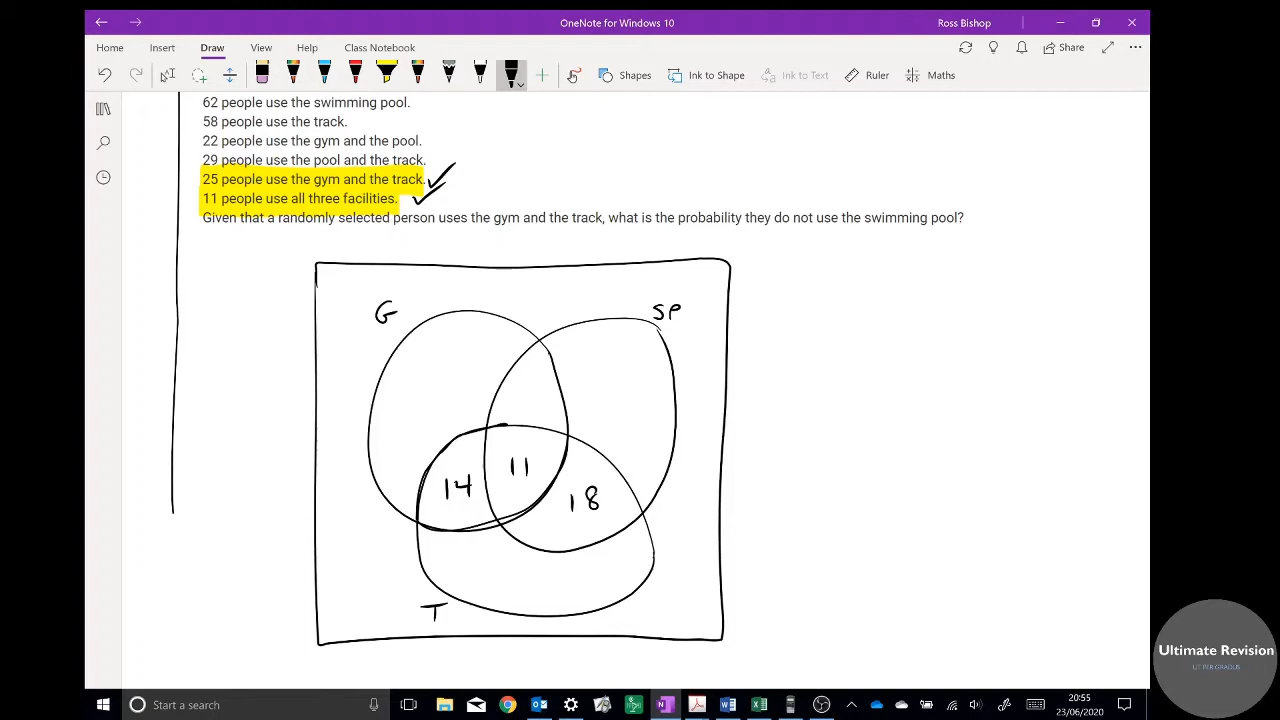 OneNote for Windows 10
Ross Bishop
Home Insert Draw View Help Class Notebook
Share
Shapes Ink to Shape Ink to Text Ruler Maths
62 people use the swimming pool.
58 people use the track.
22 people use the gym and the pool.
29 people use the pool and the track.
25 people use the gym and the track.
11 people use all three facilities.
Given that a randomly selected person uses the gym and the track, what is the probability they do not use the swimming pool?
G
SP
14 11 18
T
Ultimate Revision
UT PER GRADUS
Start a search
20:55
23/06/2020